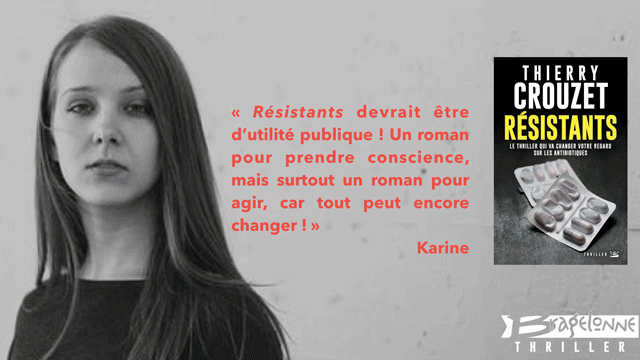 « Résistants devrait être
d’utilité publique ! Un roman
pour prendre conscience,
mais surtout un roman pour
agir, car tout peut encore
changer ! »
Karine
THIERRY
CROUZET
RÉSISTANTS
LE THRILLER QUI VA CHANGER VOTRE REGARD
SUR LES ANTIBIOTIQUES
THRILLER
BRAGELONNE
THRILLER